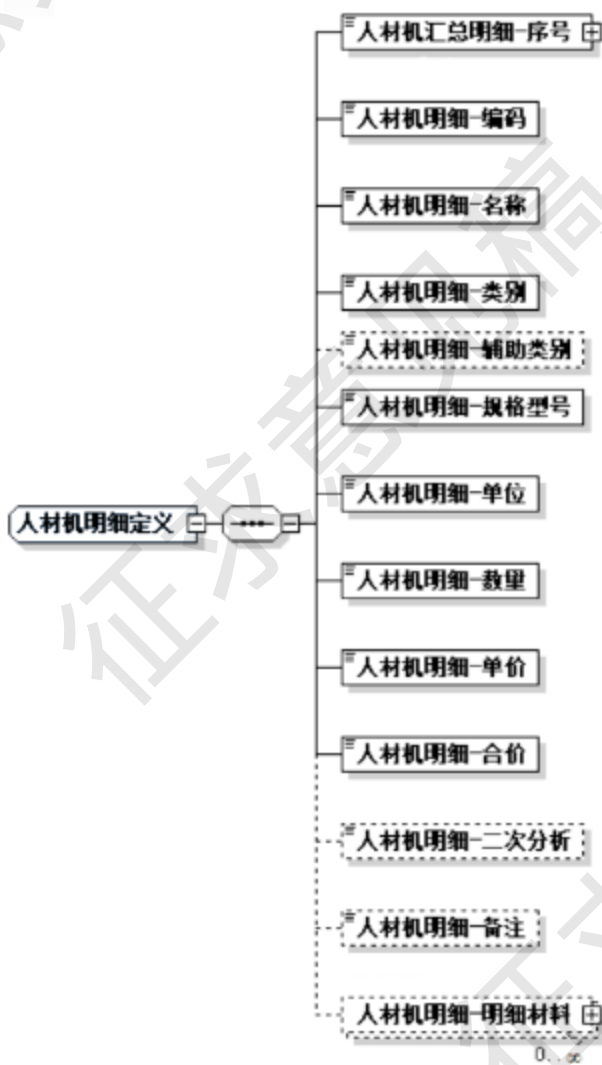 人材机汇总明细-序号
人材机明细-编码
人材机明细-名称
人材机明细-类别
人材机明细-辅助类别
人材机明细-规格型号
人材机明细定义
人材机明细-单位
人材机明细-数量
人材机明细-单价
人材机明细-合价
人材机明细-二次分析
人材机明细-备注
人材机明细-明细材料
0..∞
征求意见稿